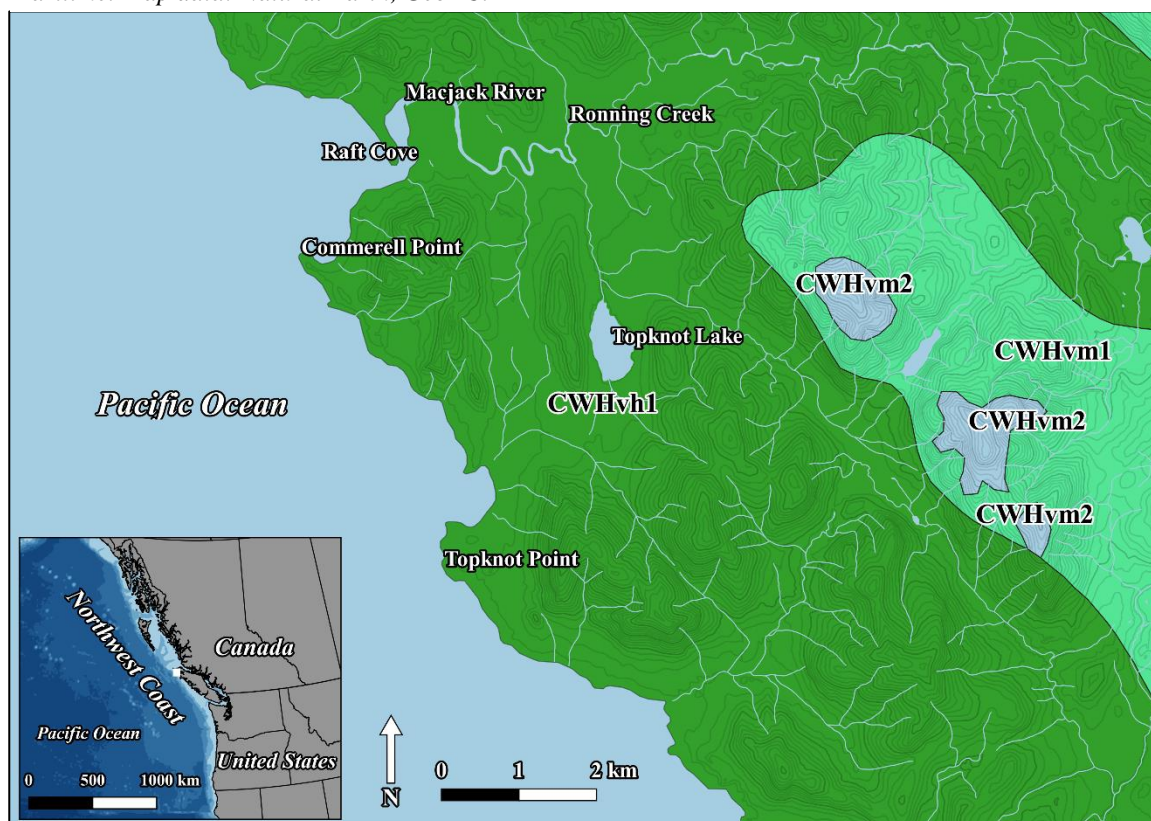 Macjack River
Ronning Creek
Raft Cove
Commerell Point
CWHvm2
Topknot Lake
CWHvm1
Pacific Ocean
CWHvh1
CWHvm2
CWHvm2
Topknot Point
Northwest Coast
Canada
Pacific Ocean
United States
0 500 1000 km
N
0 1 2 km